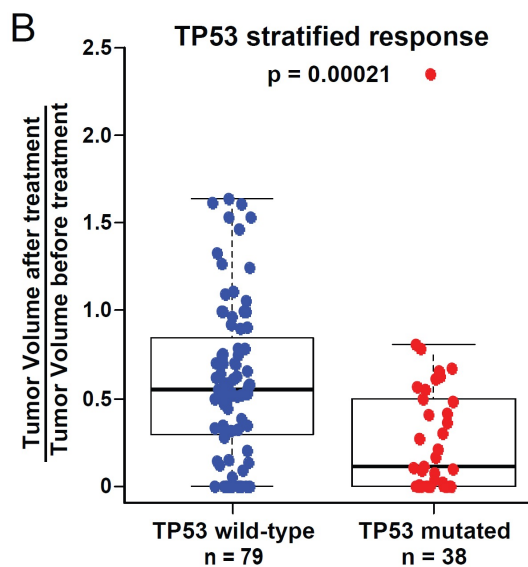 B
TP53 stratified response
p = 0.00021
Tumor Volume after treatment
Tumor Volume before treatment
2.5
2.0
1.5
1.0
0.5
0
TP53 wild-type
n = 79
TP53 mutated
n = 38